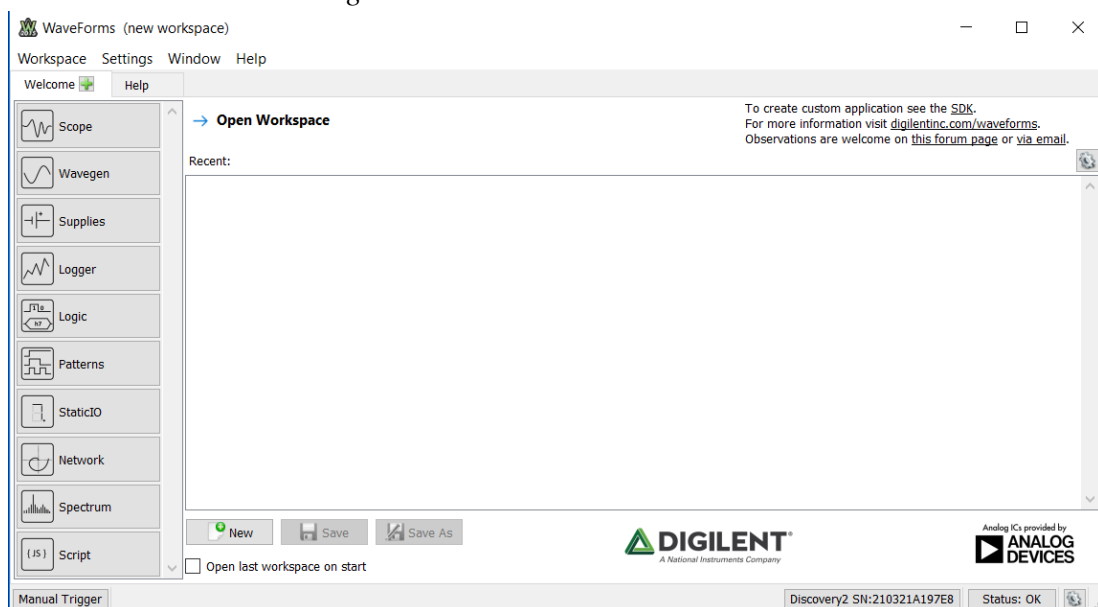 WaveForms (new workspace)
Workspace Settings Window Help
Welcome Help
Scope
Wavegen
Supplies
Logger
Logic
Patterns
StaticIO
Network
Spectrum
{JS} Script
→ Open Workspace
To create custom application see the SDK.
For more information visit digilentinc.com/waveforms.
Observations are welcome on this forum page or via email.
Recent:
New Save Save As
Open last workspace on start
DIGILENT®
A National Instruments Company
Analog ICs provided by
ANALOG
DEVICES
Manual Trigger
Discovery2 SN:210321A197E8 Status: OK